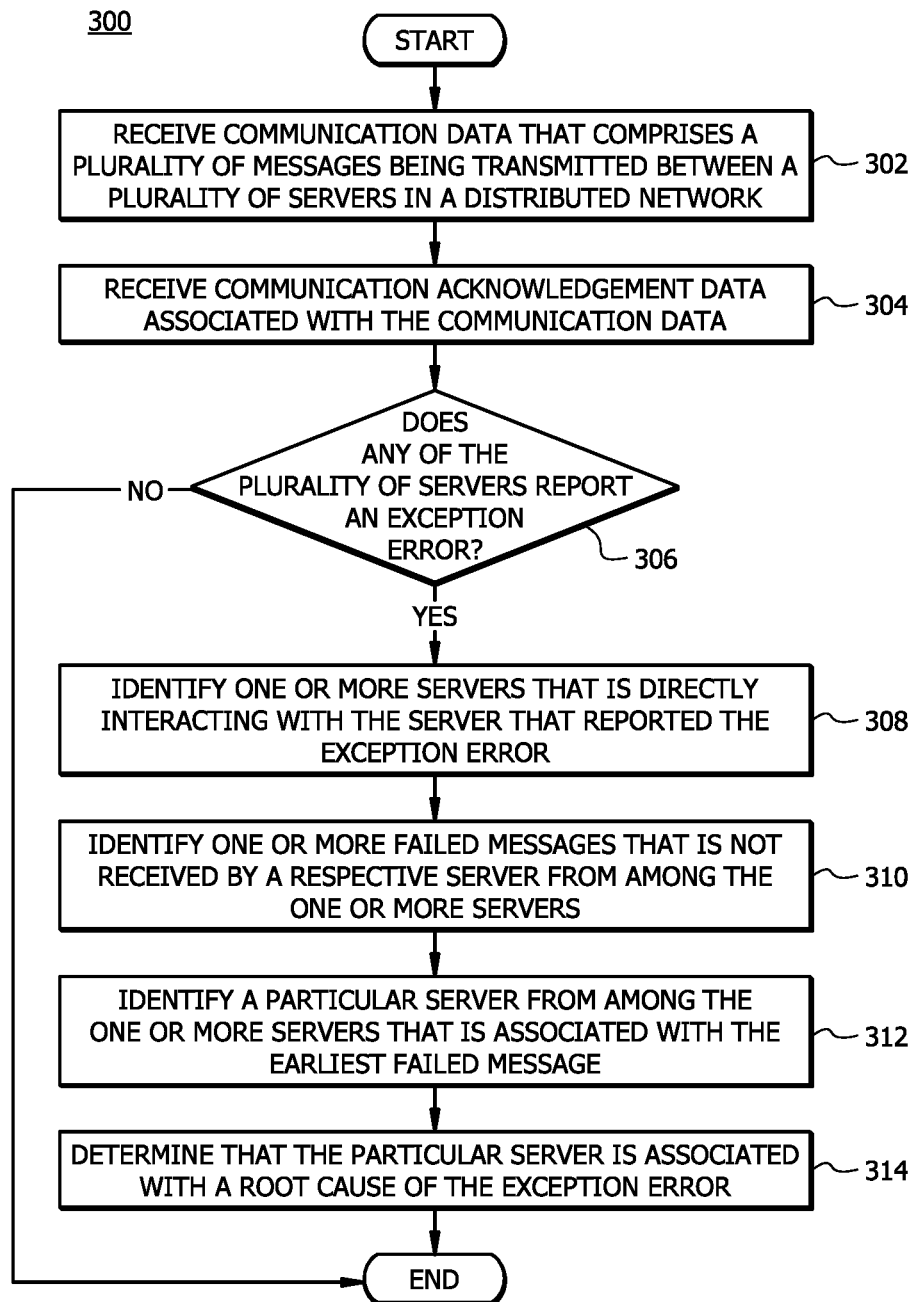 300
START
RECEIVE COMMUNICATION DATA THAT COMPRISES A
PLURALITY OF MESSAGES BEING TRANSMITTED BETWEEN A
PLURALITY OF SERVERS IN A DISTRIBUTED NETWORK
302
RECEIVE COMMUNICATION ACKNOWLEDGEMENT DATA
ASSOCIATED WITH THE COMMUNICATION DATA
304
DOES
ANY OF THE
PLURALITY OF SERVERS REPORT
AN EXCEPTION
ERROR?
NO
306
YES
IDENTIFY ONE OR MORE SERVERS THAT IS DIRECTLY
INTERACTING WITH THE SERVER THAT REPORTED THE
EXCEPTION ERROR
308
IDENTIFY ONE OR MORE FAILED MESSAGES THAT IS NOT
RECEIVED BY A RESPECTIVE SERVER FROM AMONG THE
ONE OR MORE SERVERS
310
IDENTIFY A PARTICULAR SERVER FROM AMONG THE
ONE OR MORE SERVERS THAT IS ASSOCIATED WITH THE
EARLIEST FAILED MESSAGE
312
DETERMINE THAT THE PARTICULAR SERVER IS ASSOCIATED
WITH A ROOT CAUSE OF THE EXCEPTION ERROR
314
END